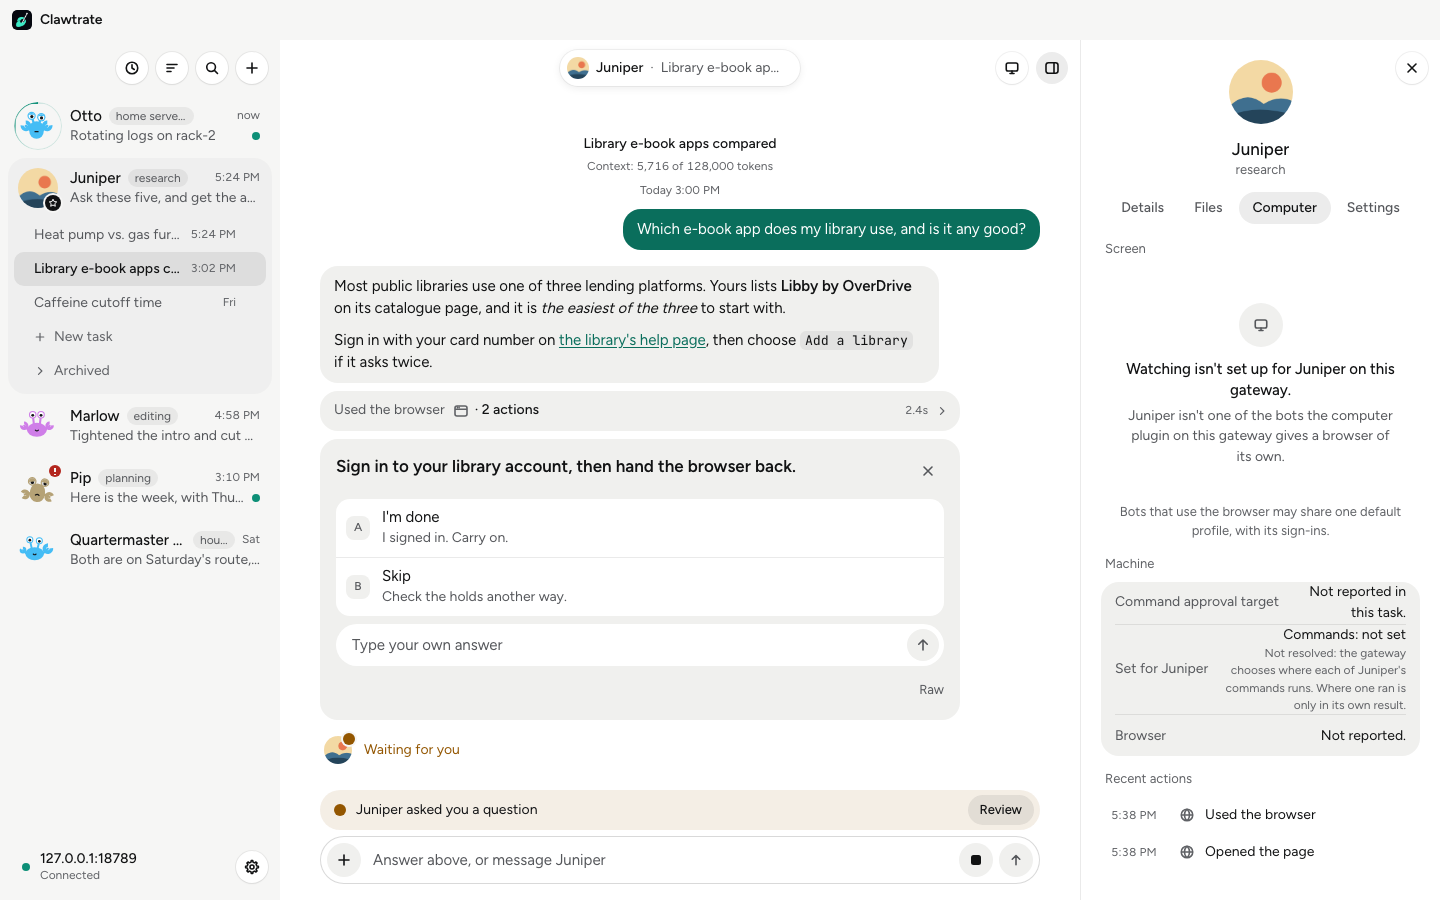 Clawtrate
Otto home serve... now
Rotating logs on rack-2
Juniper research 5:24 PM
Ask these five, and get the a...
Heat pump vs. gas fur... 5:24 PM
Library e-book apps c... 3:02 PM
Caffeine cutoff time Fri
New task
Archived
Marlow editing 4:58 PM
Tightened the intro and cut ...
Pip planning 3:10 PM
Here is the week, with Thu...
Quartermaster ... hou... Sat
Both are on Saturday's route,...
127.0.0.1:18789
Connected
Juniper · Library e-book ap...
Library e-book apps compared
Context: 5,716 of 128,000 tokens
Today 3:00 PM
Which e-book app does my library use, and is it any good?
Most public libraries use one of three lending platforms. Yours lists Libby by OverDrive
on its catalogue page, and it is the easiest of the three to start with.
Sign in with your card number on the library's help page, then choose Add a library
if it asks twice.
Used the browser · 2 actions 2.4s
Sign in to your library account, then hand the browser back.
A I'm done
I signed in. Carry on.
B Skip
Check the holds another way.
Type your own answer
Raw
Waiting for you
Juniper asked you a question Review
Answer above, or message Juniper
Juniper
research
Details Files Computer Settings
Screen
Watching isn't set up for Juniper on this
gateway.
Juniper isn't one of the bots the computer
plugin on this gateway gives a browser of
its own.
Bots that use the browser may share one default
profile, with its sign-ins.
Machine
Command approval target Not reported in
this task.
Set for Juniper Commands: not set
Not resolved: the gateway
chooses where each of Juniper's
commands runs. Where one ran is
only in its own result.
Browser Not reported.
Recent actions
5:38 PM Used the browser
5:38 PM Opened the page